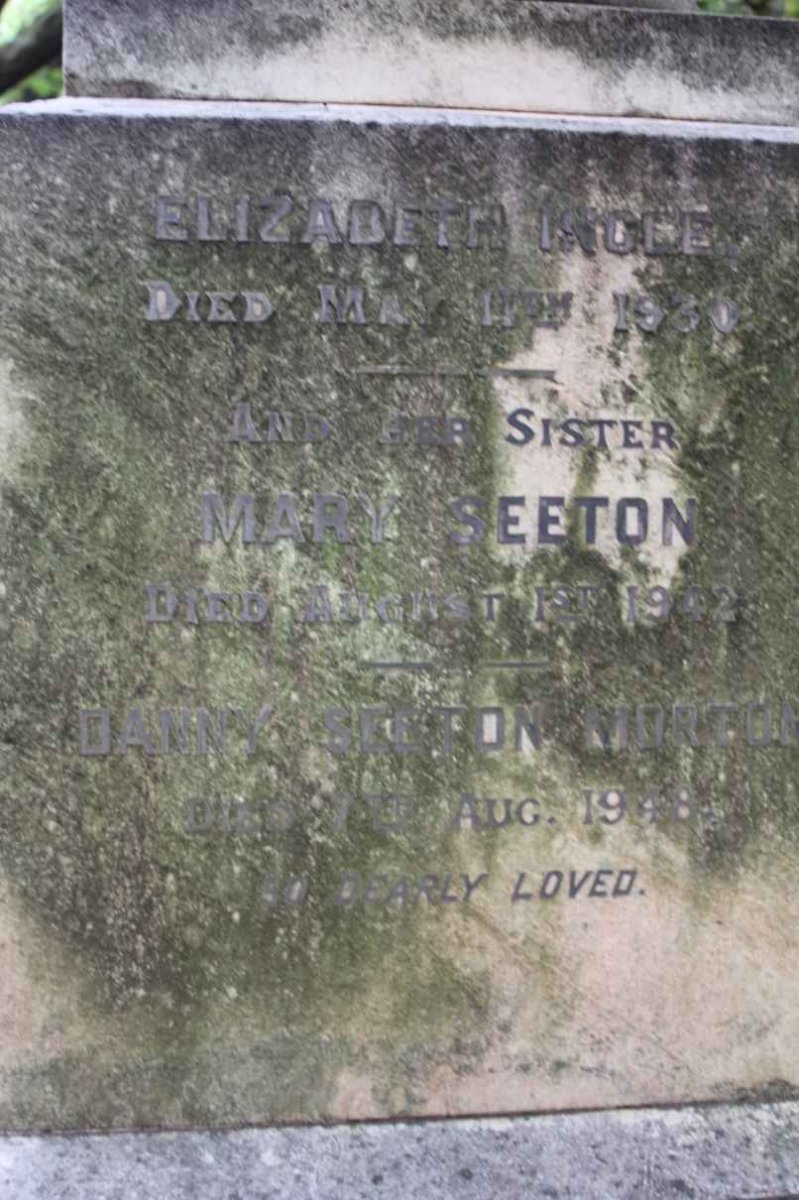 ELIZABETH INGLE,
DIED 11TH 1930
AND HER SISTER
MARY SEETON
DIED AUGUST 1ST 1942
DANNY SEETON MORTON
DIED 7TH AUG. 1948.
SO DEARLY LOVED.